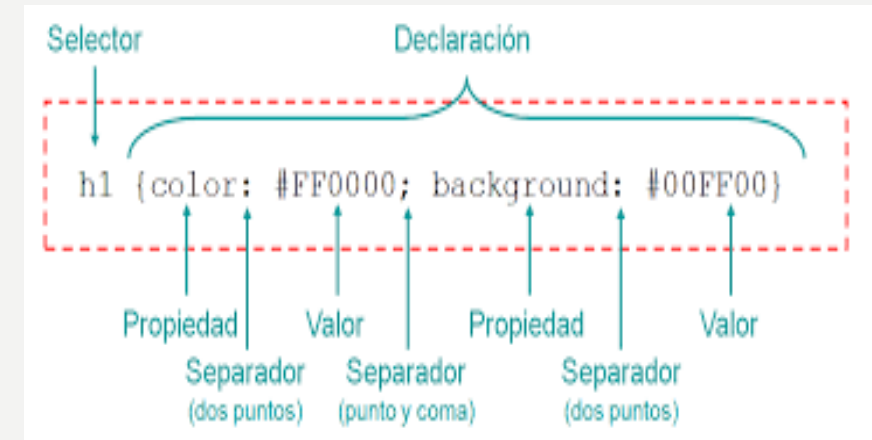 Selector
Declaración
h1 {color: #FF0000; background: #00FF00}
Propiedad
Valor
Propiedad
Valor
Separador
(dos puntos)
Separador
(punto y coma)
Separador
(dos puntos)